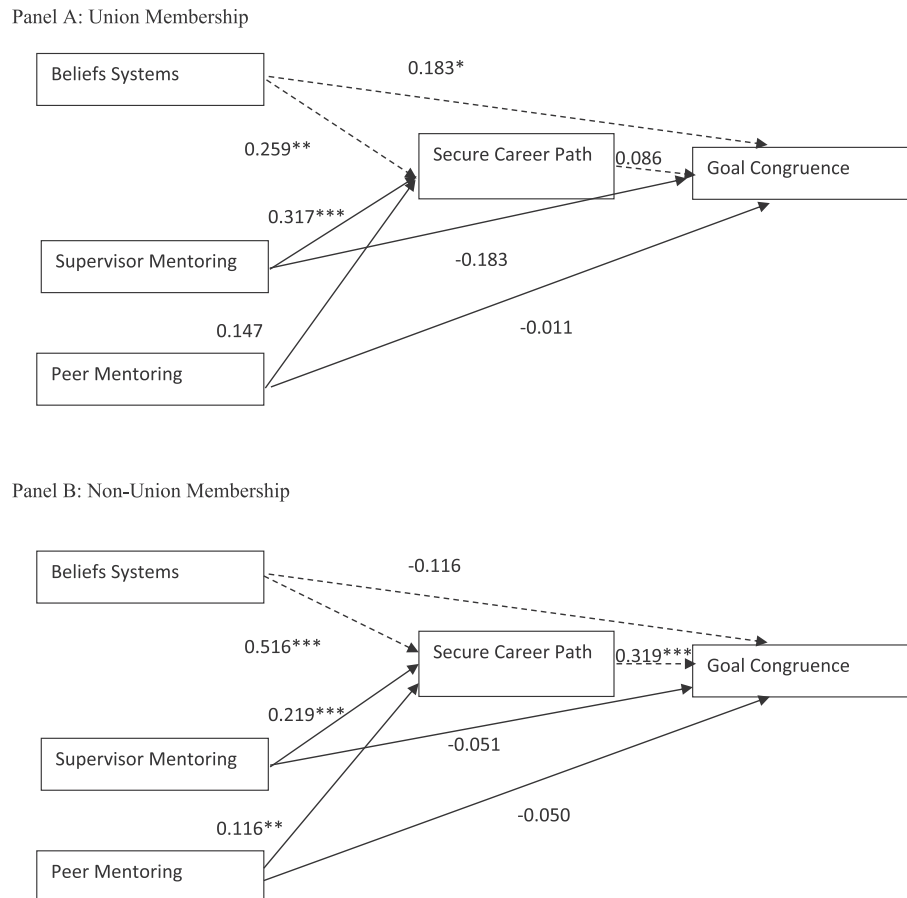 Panel A: Union Membership
Beliefs Systems
0.183*
0.259**
Secure Career Path
0.086
Goal Congruence
0.317***
Supervisor Mentoring
-0.183
0.147
-0.011
Peer Mentoring
Panel B: Non-Union Membership
Beliefs Systems
-0.116
0.516***
Secure Career Path
0.319***
Goal Congruence
0.219***
Supervisor Mentoring
-0.051
0.116**
-0.050
Peer Mentoring